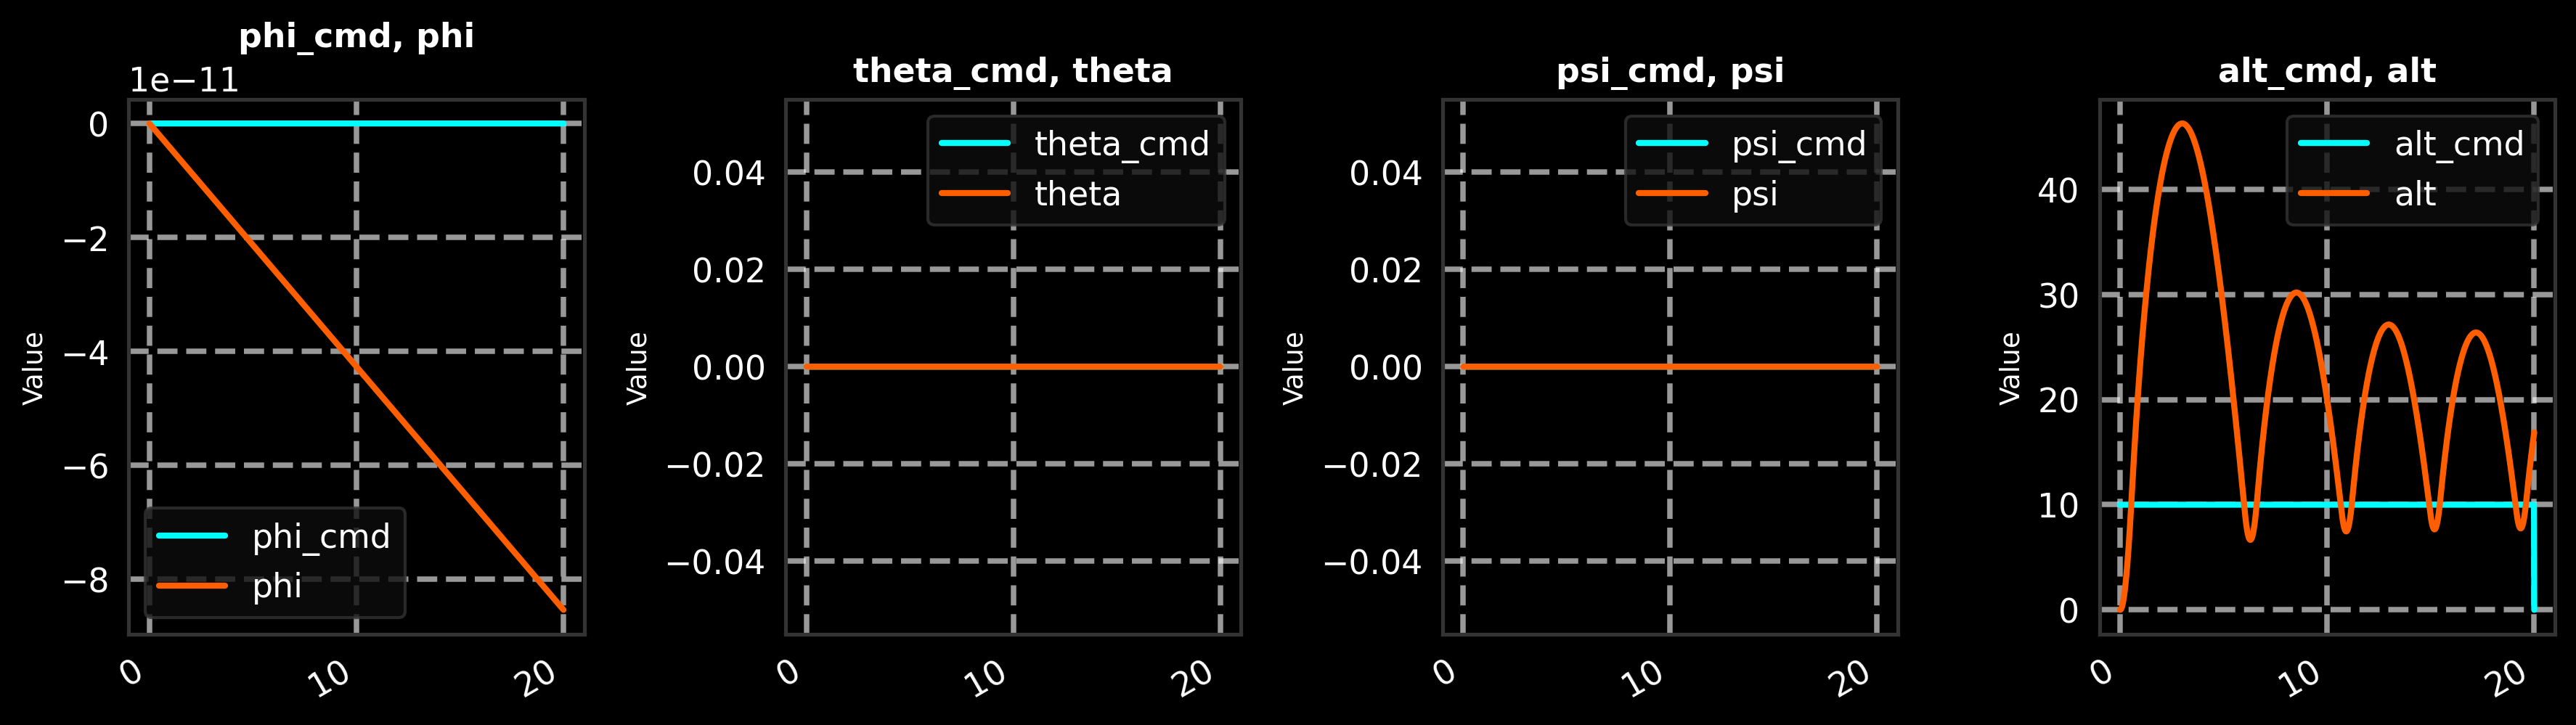 phi_cmd, phi
1e−11
0
−2
−4
−6
−8
Value
phi_cmd
phi
0
10
20
theta_cmd, theta
0.04
0.02
0.00
−0.02
−0.04
Value
theta_cmd
theta
0
10
20
psi_cmd, psi
0.04
0.02
0.00
−0.02
−0.04
Value
psi_cmd
psi
0
10
20
alt_cmd, alt
40
30
20
10
0
Value
alt_cmd
alt
0
10
20